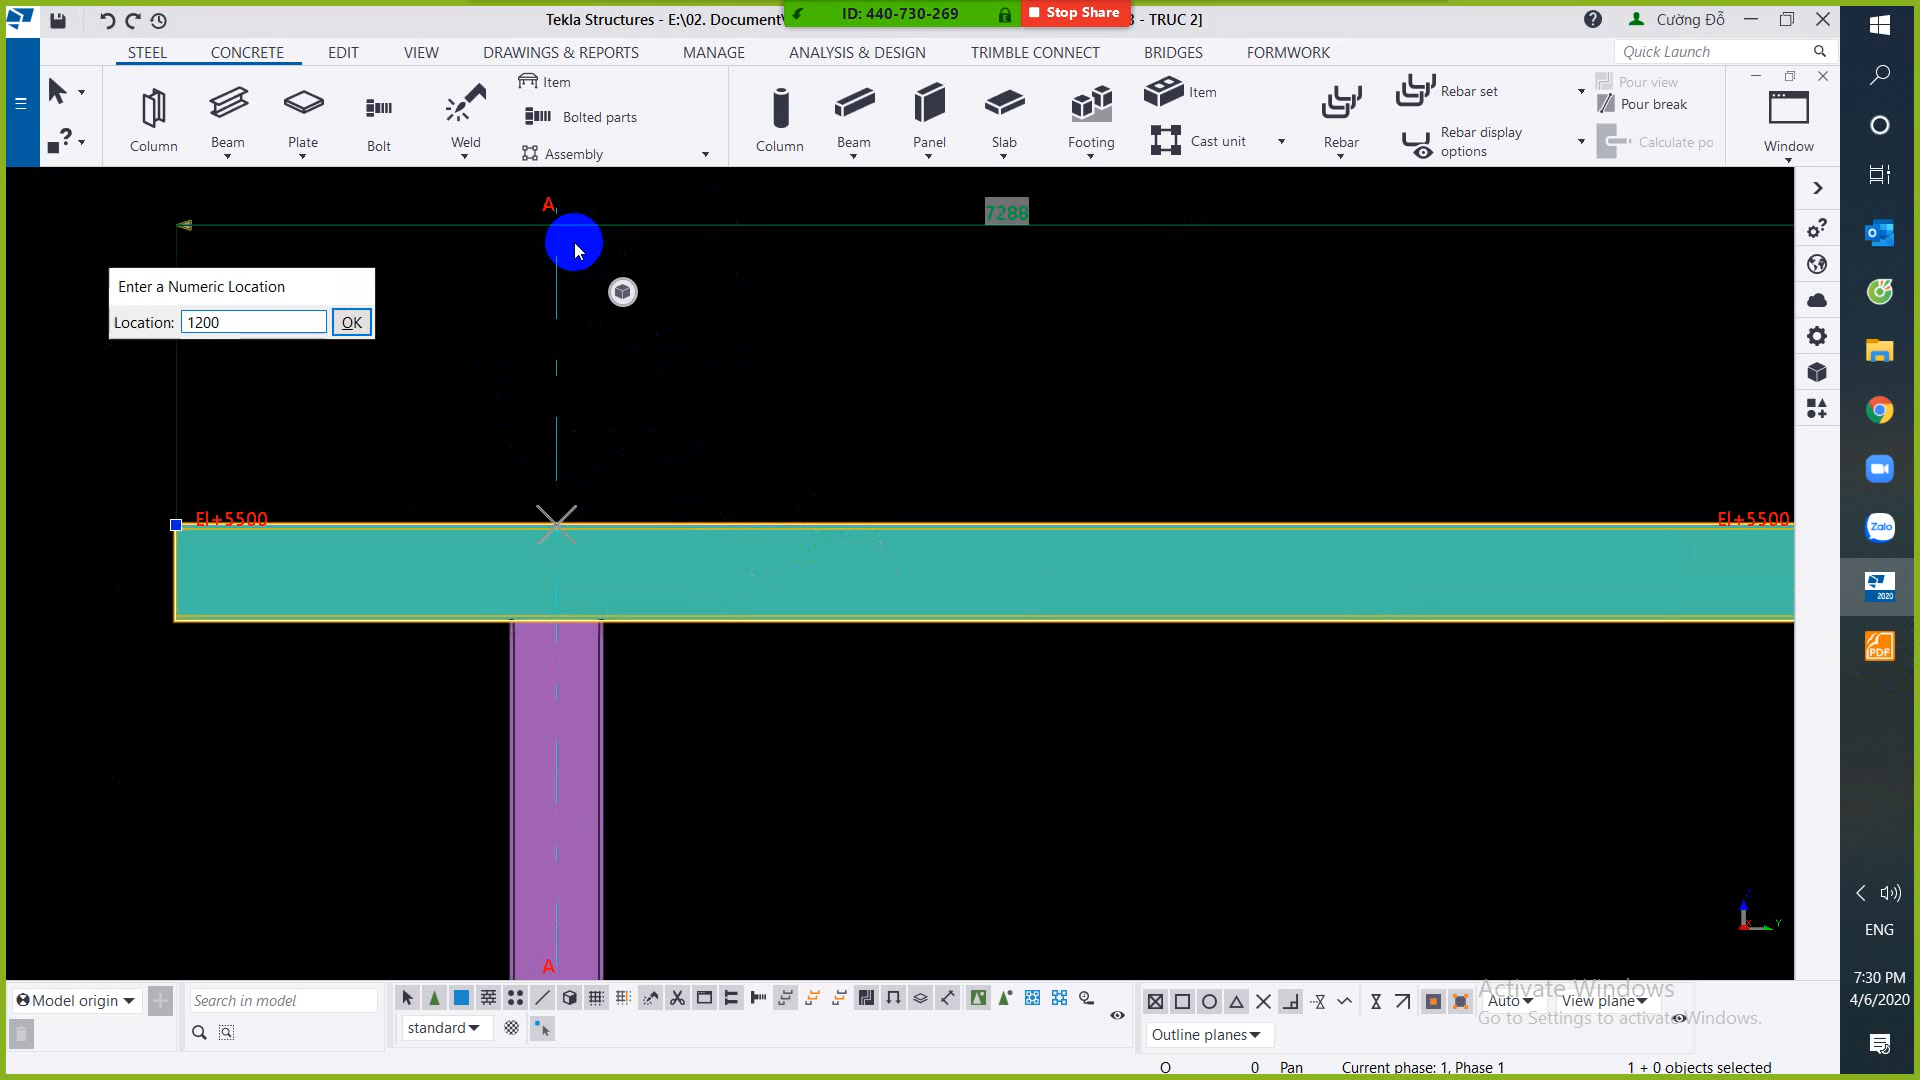 Tekla Structures - E:\02. Document\
ID: 440-730-269
Stop Share
3 - TRUC 2]
Cường Đỗ
STEEL
CONCRETE
EDIT
VIEW
DRAWINGS & REPORTS
MANAGE
ANALYSIS & DESIGN
TRIMBLE CONNECT
BRIDGES
FORMWORK
Quick Launch
Column
Beam
Plate
Bolt
Weld
Item
Bolted parts
Assembly
Column
Beam
Panel
Slab
Footing
Item
Cast unit
Rebar
Rebar set
Rebar display
options
Pour view
Pour break
Calculate po
Window
A
7288
Enter a Numeric Location
Location:
1200
OK
El+5500
El+5500
A
Z
Y
Zalo
2020
PDF
ENG
7:30 PM
4/6/2020
Model origin
Search in model
standard
Auto
View plane
Outline planes
Activate Windows
Go to Settings to activate Windows.
O
0
Pan
Current phase: 1, Phase 1
1 + 0 objects selected